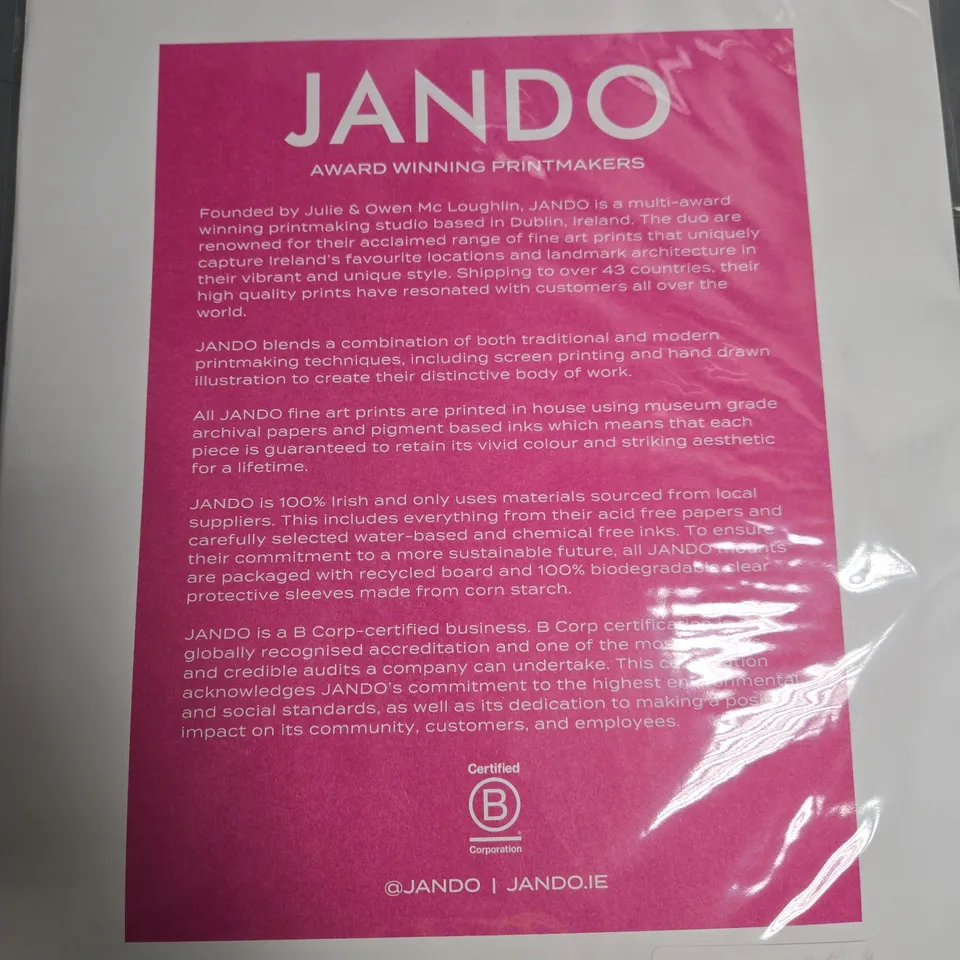 JANDO
AWARD WINNING PRINTMAKERS
Founded by Julie & Owen Mc Loughlin, JANDO is a multi-award
winning printmaking studio based in Dublin, Ireland. The duo are
renowned for their acclaimed range of fine art prints that uniquely
capture Ireland's favourite locations and landmark architecture in
their vibrant and unique style. Shipping to over 43 countries, their
high quality prints have resonated with customers all over the
world.
JANDO blends a combination of both traditional and modern
printmaking techniques, including screen printing and hand drawn
illustration to create their distinctive body of work.
All JANDO fine art prints are printed in house using museum grade
archival papers and pigment based inks which means that each
piece is guaranteed to retain its vivid colour and striking aesthetic
for a lifetime.
JANDO is 100% Irish and only uses materials sourced from local
suppliers. This includes everything from their acid free papers and
carefully selected water-based and chemical free inks. To ensure
their commitment to a more sustainable future, all JANDO mounts
are packaged with recycled board and 100% biodegradable clear
protective sleeves made from corn starch.
JANDO is a B Corp-certified business. B Corp
globally recognised accreditation and one of the
and credible audits a company can undertake. This
acknowledges JANDO's commitment to the highest environmental
and social standards, as well as its dedication to making a
impact on its community, customers, and employees.
Certified
B
Corporation
@JANDO | JANDO.IE